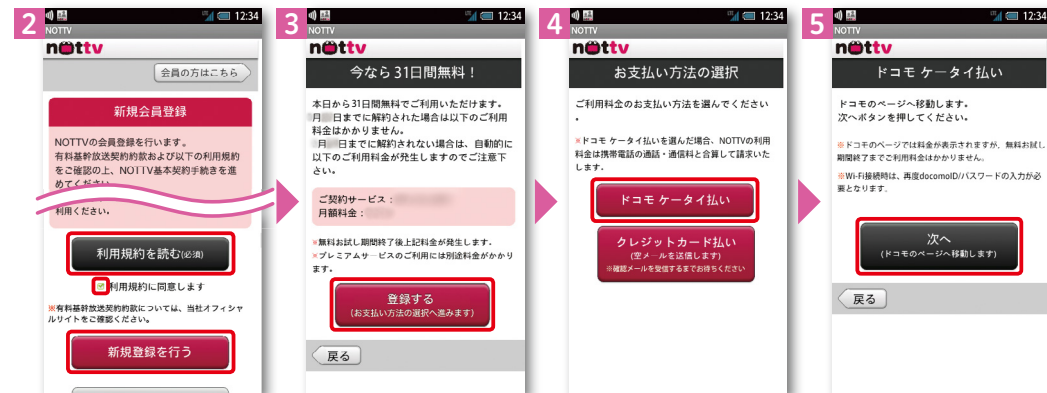 2
12:34
NOTTV
nottv
会員の方はこちら
新規会員登録
NOTTVの会員登録を行います。
有料基幹放送契約約款および以下の利用規約
をご確認の上、NOTTV基本契約手続きを進
めてください
利用ください。
利用規約を読む(必須)
利用規約に同意します
※有料基幹放送契約約款については、当社オフィシャ
ルサイトをご確認ください。
新規登録を行う
3
12:34
NOTTV
nottv
今なら31日間無料！
本日から31日間無料でご利用いただけます。
月 日までに解約された場合は以下のご利用
料金はかかりません。
月 日までに解約されない場合は、自動的に
以下のご利用料金が発生しますのでご注意下
さい。
ご契約サービス：
月額料金：
※無料お試し期間終了後上記料金が発生します。
※プレミアムサービスのご利用には別途料金がかかり
ます。
登録する
(お支払い方法の選択へ進みます)
戻る
4
12:34
NOTTV
nottv
お支払い方法の選択
ご利用料金のお支払い方法を選んでください
。
※ドコモ ケータイ払いを選んだ場合、NOTTVの利用
料金は携帯電話の通話・通信料と合算して請求いた
します。
ドコモ ケータイ払い
クレジットカード払い
(空メールを送信します)
※確認メールを受信するまでお待ちください
5
12:34
NOTTV
nottv
ドコモ ケータイ払い
ドコモのページへ移動します。
次へボタンを押してください。
※ドコモのページでは料金が表示されますが、無料お試し
期間終了までご利用料金はかかりません。
※Wi-Fi接続時は、再度docomoID/パスワードの入力が必
要となります。
次へ
(ドコモのページへ移動します)
戻る